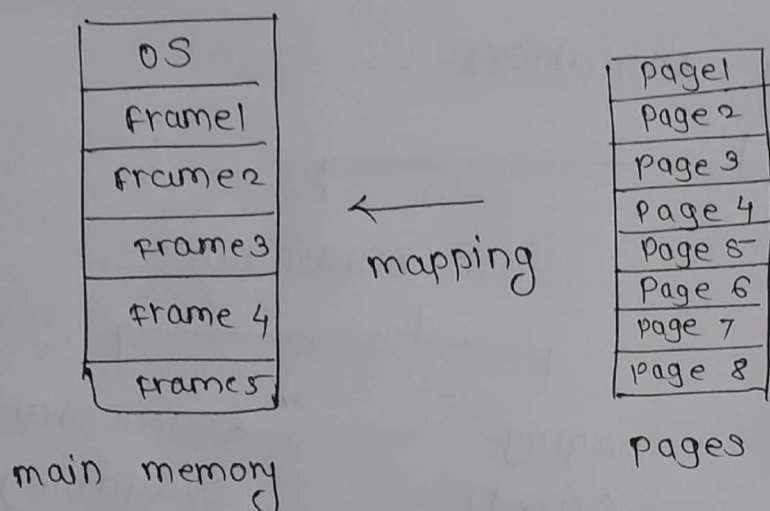 OS
frame1
frame2
frame3
frame 4
frame5
main memory
mapping
page1
page 2
page 3
page 4
page 5
page 6
page 7
page 8
pages